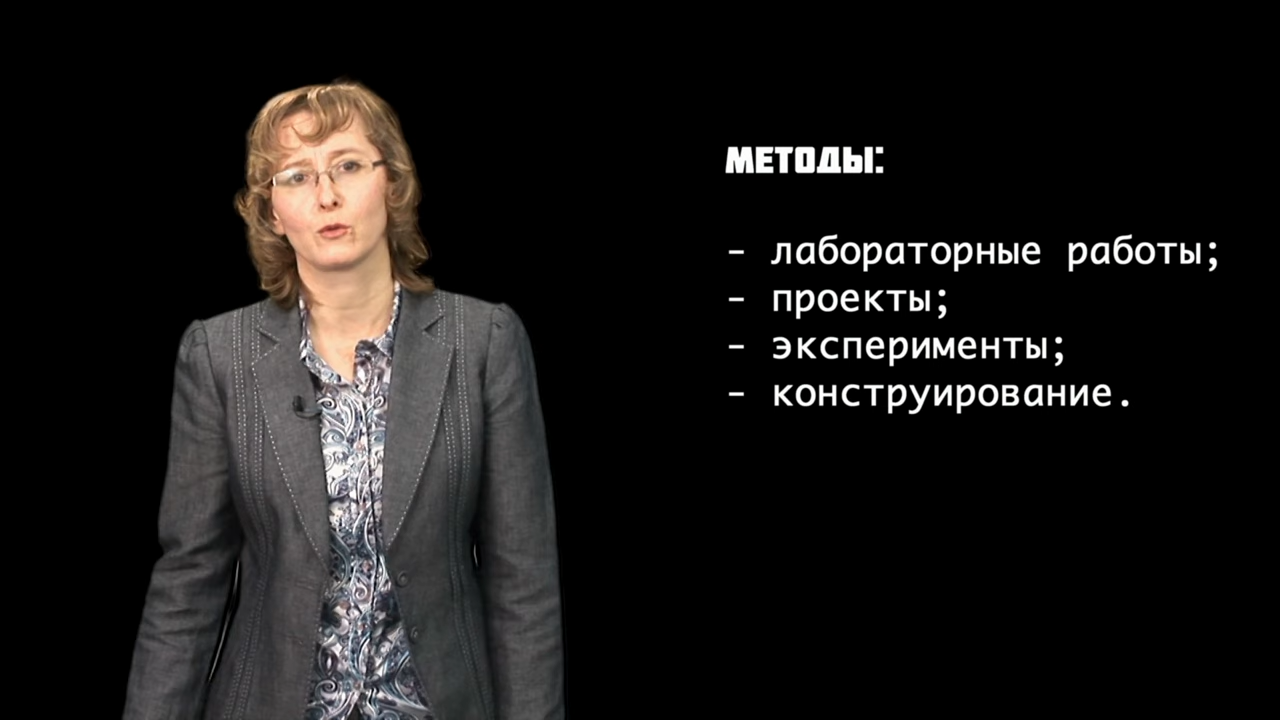 МЕТОДЫ:
- лабораторные работы;
- проекты;
- эксперименты;
- конструирование.